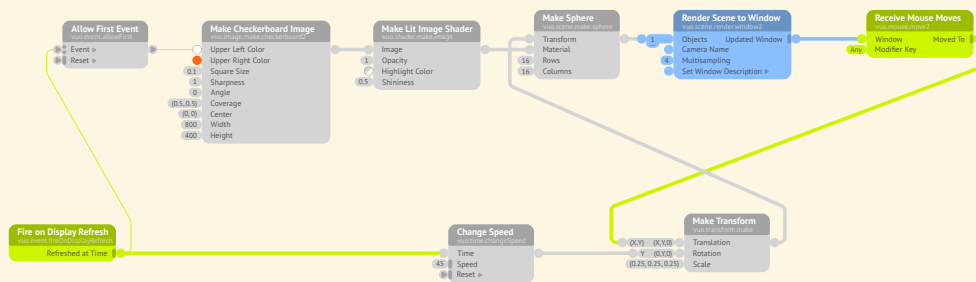 Allow First Event
vuo.event.allowFirst
Event
Reset
Make Checkerboard Image
vuo.image.make.checkerboard2
Upper Left Color
Upper Right Color
0.1 Square Size
1 Sharpness
0 Angle
(0.5, 0.5) Coverage
(0, 0) Center
800 Width
400 Height
Make Lit Image Shader
vuo.shader.make.image
Image
1 Opacity
Highlight Color
0.5 Shininess
Make Sphere
vuo.scene.make.sphere
Transform
Material
16 Rows
16 Columns
Render Scene to Window
vuo.scene.render.window2
1 Objects Updated Window
Camera Name
4 Multisampling
Set Window Description
Receive Mouse Moves
vuo.mouse.move2
Window Moved To
Any Modifier Key
Fire on Display Refresh
vuo.event.fireOnDisplayRefresh
Refreshed at Time
Change Speed
vuo.time.changeSpeed
Time
45 Speed
Reset
Make Transform
vuo.transform.make
(X,Y) (X,Y,0) Translation
Y (0,Y,0) Rotation
(0.25, 0.25, 0.25) Scale